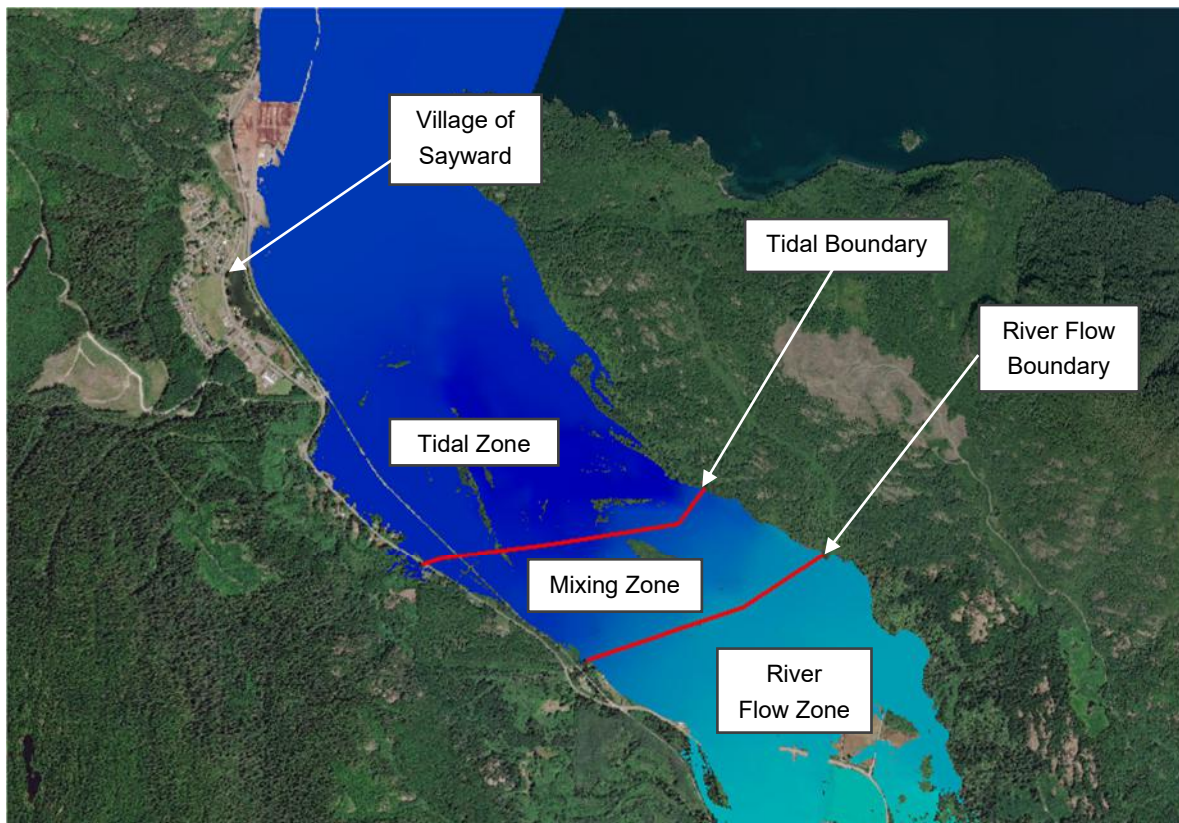 Village of
Sayward
Tidal Boundary
River Flow
Boundary
Tidal Zone
Mixing Zone
River
Flow Zone